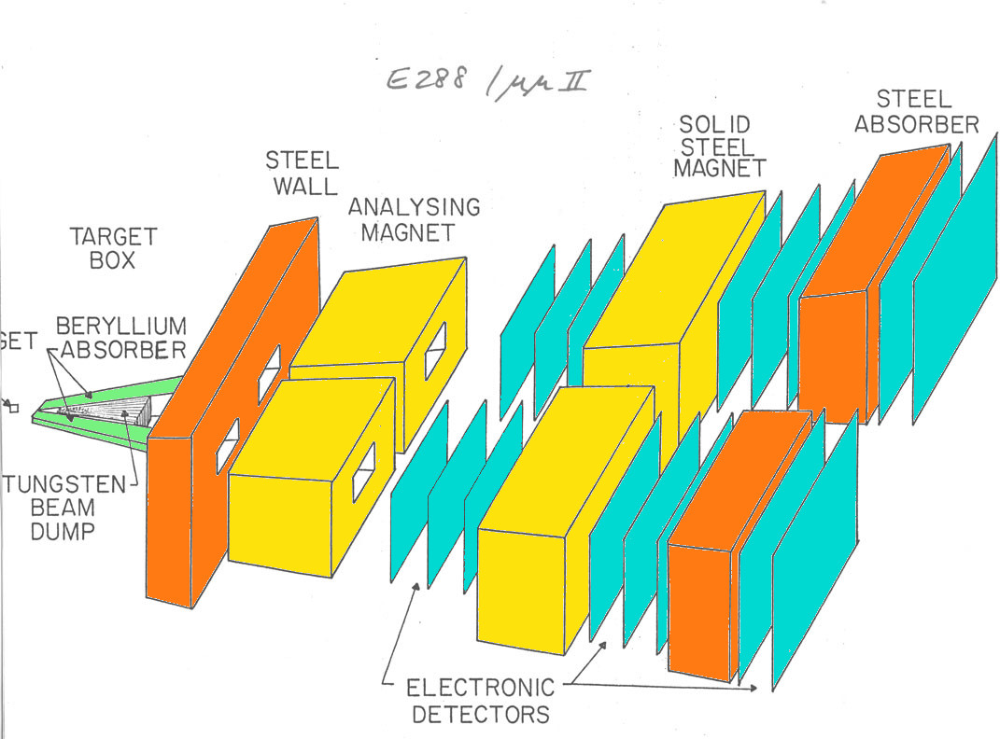 E288 /μμ II
STEEL
ABSORBER
SOLID
STEEL
MAGNET
STEEL
WALL
ANALYSING
MAGNET
TARGET
BOX
GET
BERYLLIUM
ABSORBER
TUNGSTEN
BEAM
DUMP
ELECTRONIC
DETECTORS